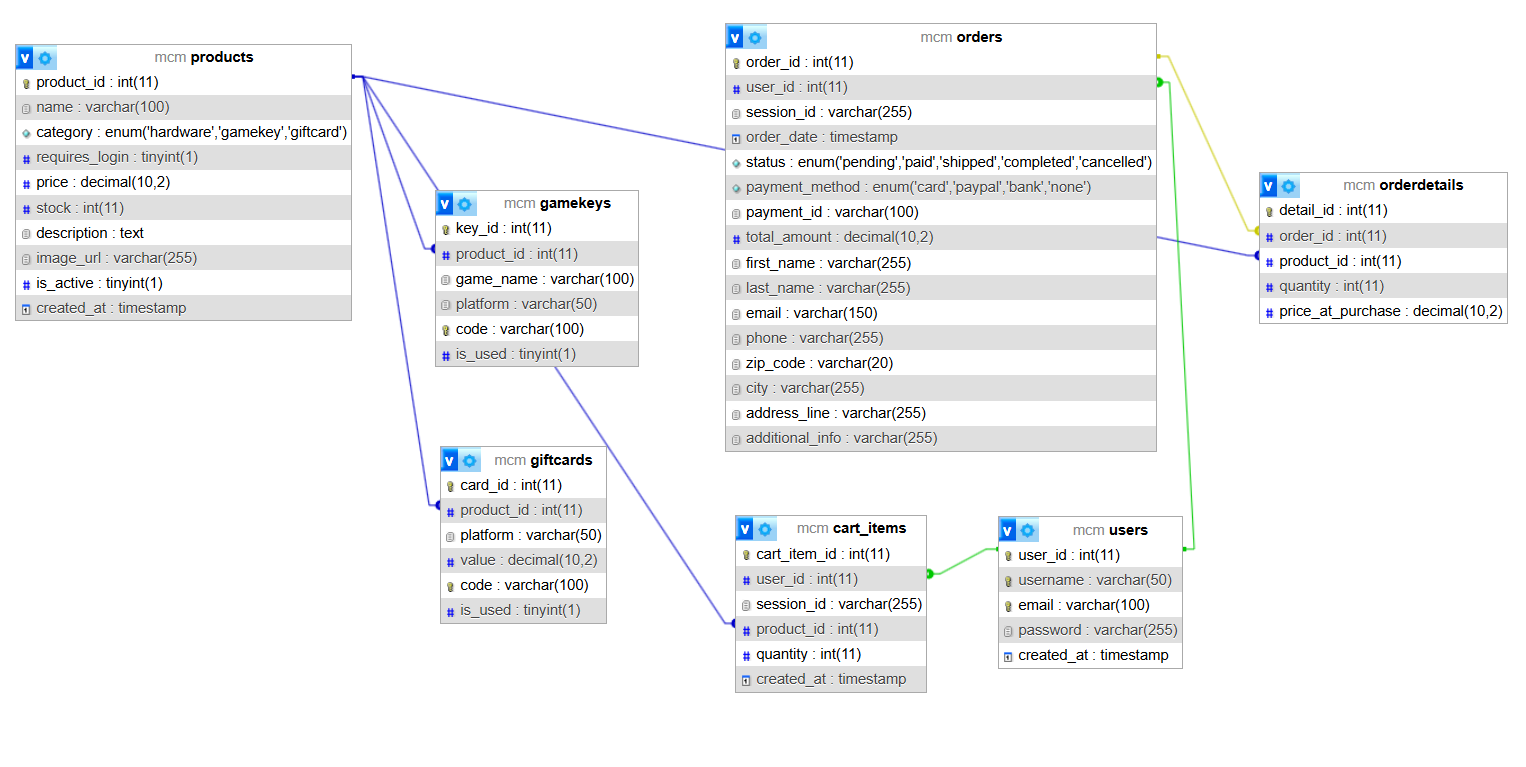 mcm products
product_id : int(11)
name : varchar(100)
category : enum('hardware','gamekey','giftcard')
requires_login : tinyint(1)
price : decimal(10,2)
stock : int(11)
description : text
image_url : varchar(255)
is_active : tinyint(1)
created_at : timestamp
mcm gamekeys
key_id : int(11)
product_id : int(11)
game_name : varchar(100)
platform : varchar(50)
code : varchar(100)
is_used : tinyint(1)
mcm giftcards
card_id : int(11)
product_id : int(11)
platform : varchar(50)
value : decimal(10,2)
code : varchar(100)
is_used : tinyint(1)
mcm orders
order_id : int(11)
user_id : int(11)
session_id : varchar(255)
order_date : timestamp
status : enum('pending','paid','shipped','completed','cancelled')
payment_method : enum('card','paypal','bank','none')
payment_id : varchar(100)
total_amount : decimal(10,2)
first_name : varchar(255)
last_name : varchar(255)
email : varchar(150)
phone : varchar(255)
zip_code : varchar(20)
city : varchar(255)
address_line : varchar(255)
additional_info : varchar(255)
mcm cart_items
cart_item_id : int(11)
user_id : int(11)
session_id : varchar(255)
product_id : int(11)
quantity : int(11)
created_at : timestamp
mcm users
user_id : int(11)
username : varchar(50)
email : varchar(100)
password : varchar(255)
created_at : timestamp
mcm orderdetails
detail_id : int(11)
order_id : int(11)
product_id : int(11)
quantity : int(11)
price_at_purchase : decimal(10,2)